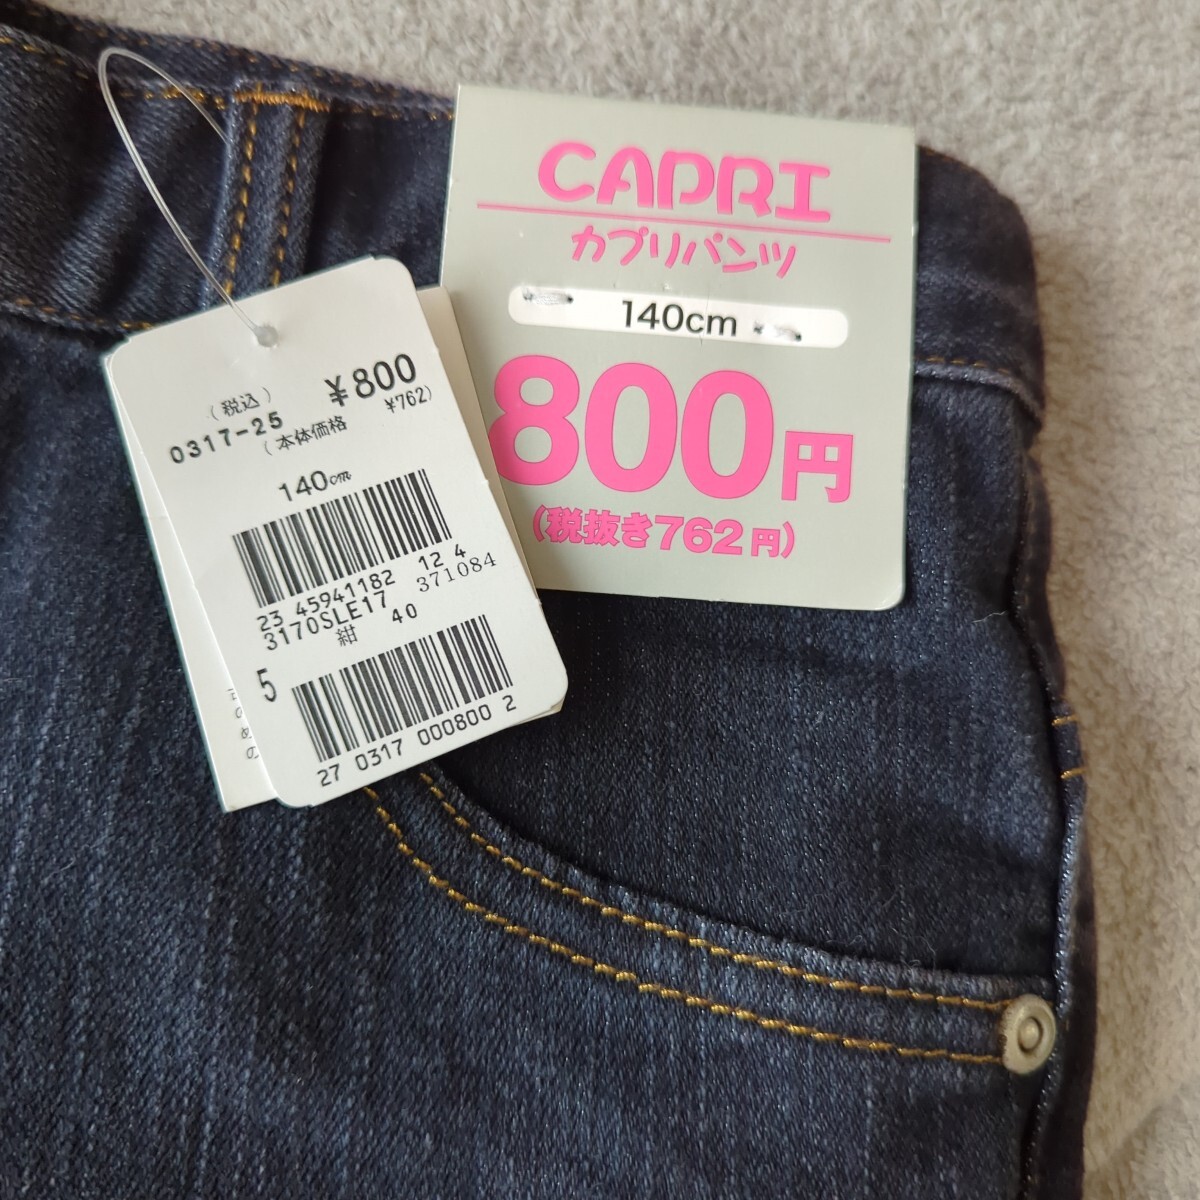 CAPRI
カプリパンツ
140cm
800円
(税抜き762円)
(税込) ¥800
0317-25 (本体価格 ¥762)
140cm
23 45941182 12 4
3170SLE17 371084
紺 40
5
27 0317 000800 2